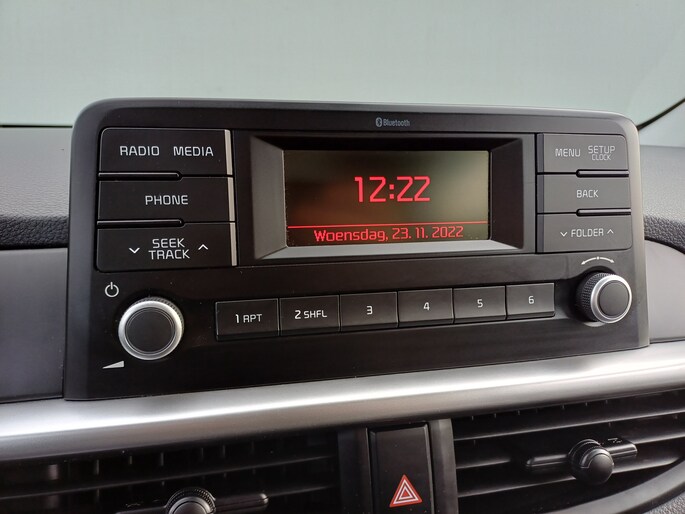 Bluetooth
RADIO MEDIA
PHONE
SEEK
TRACK
12:22
Woensdag, 23. 11. 2022
MENU SETUP
CLOCK
BACK
FOLDER
1 RPT
2 SHFL
3
4
5
6